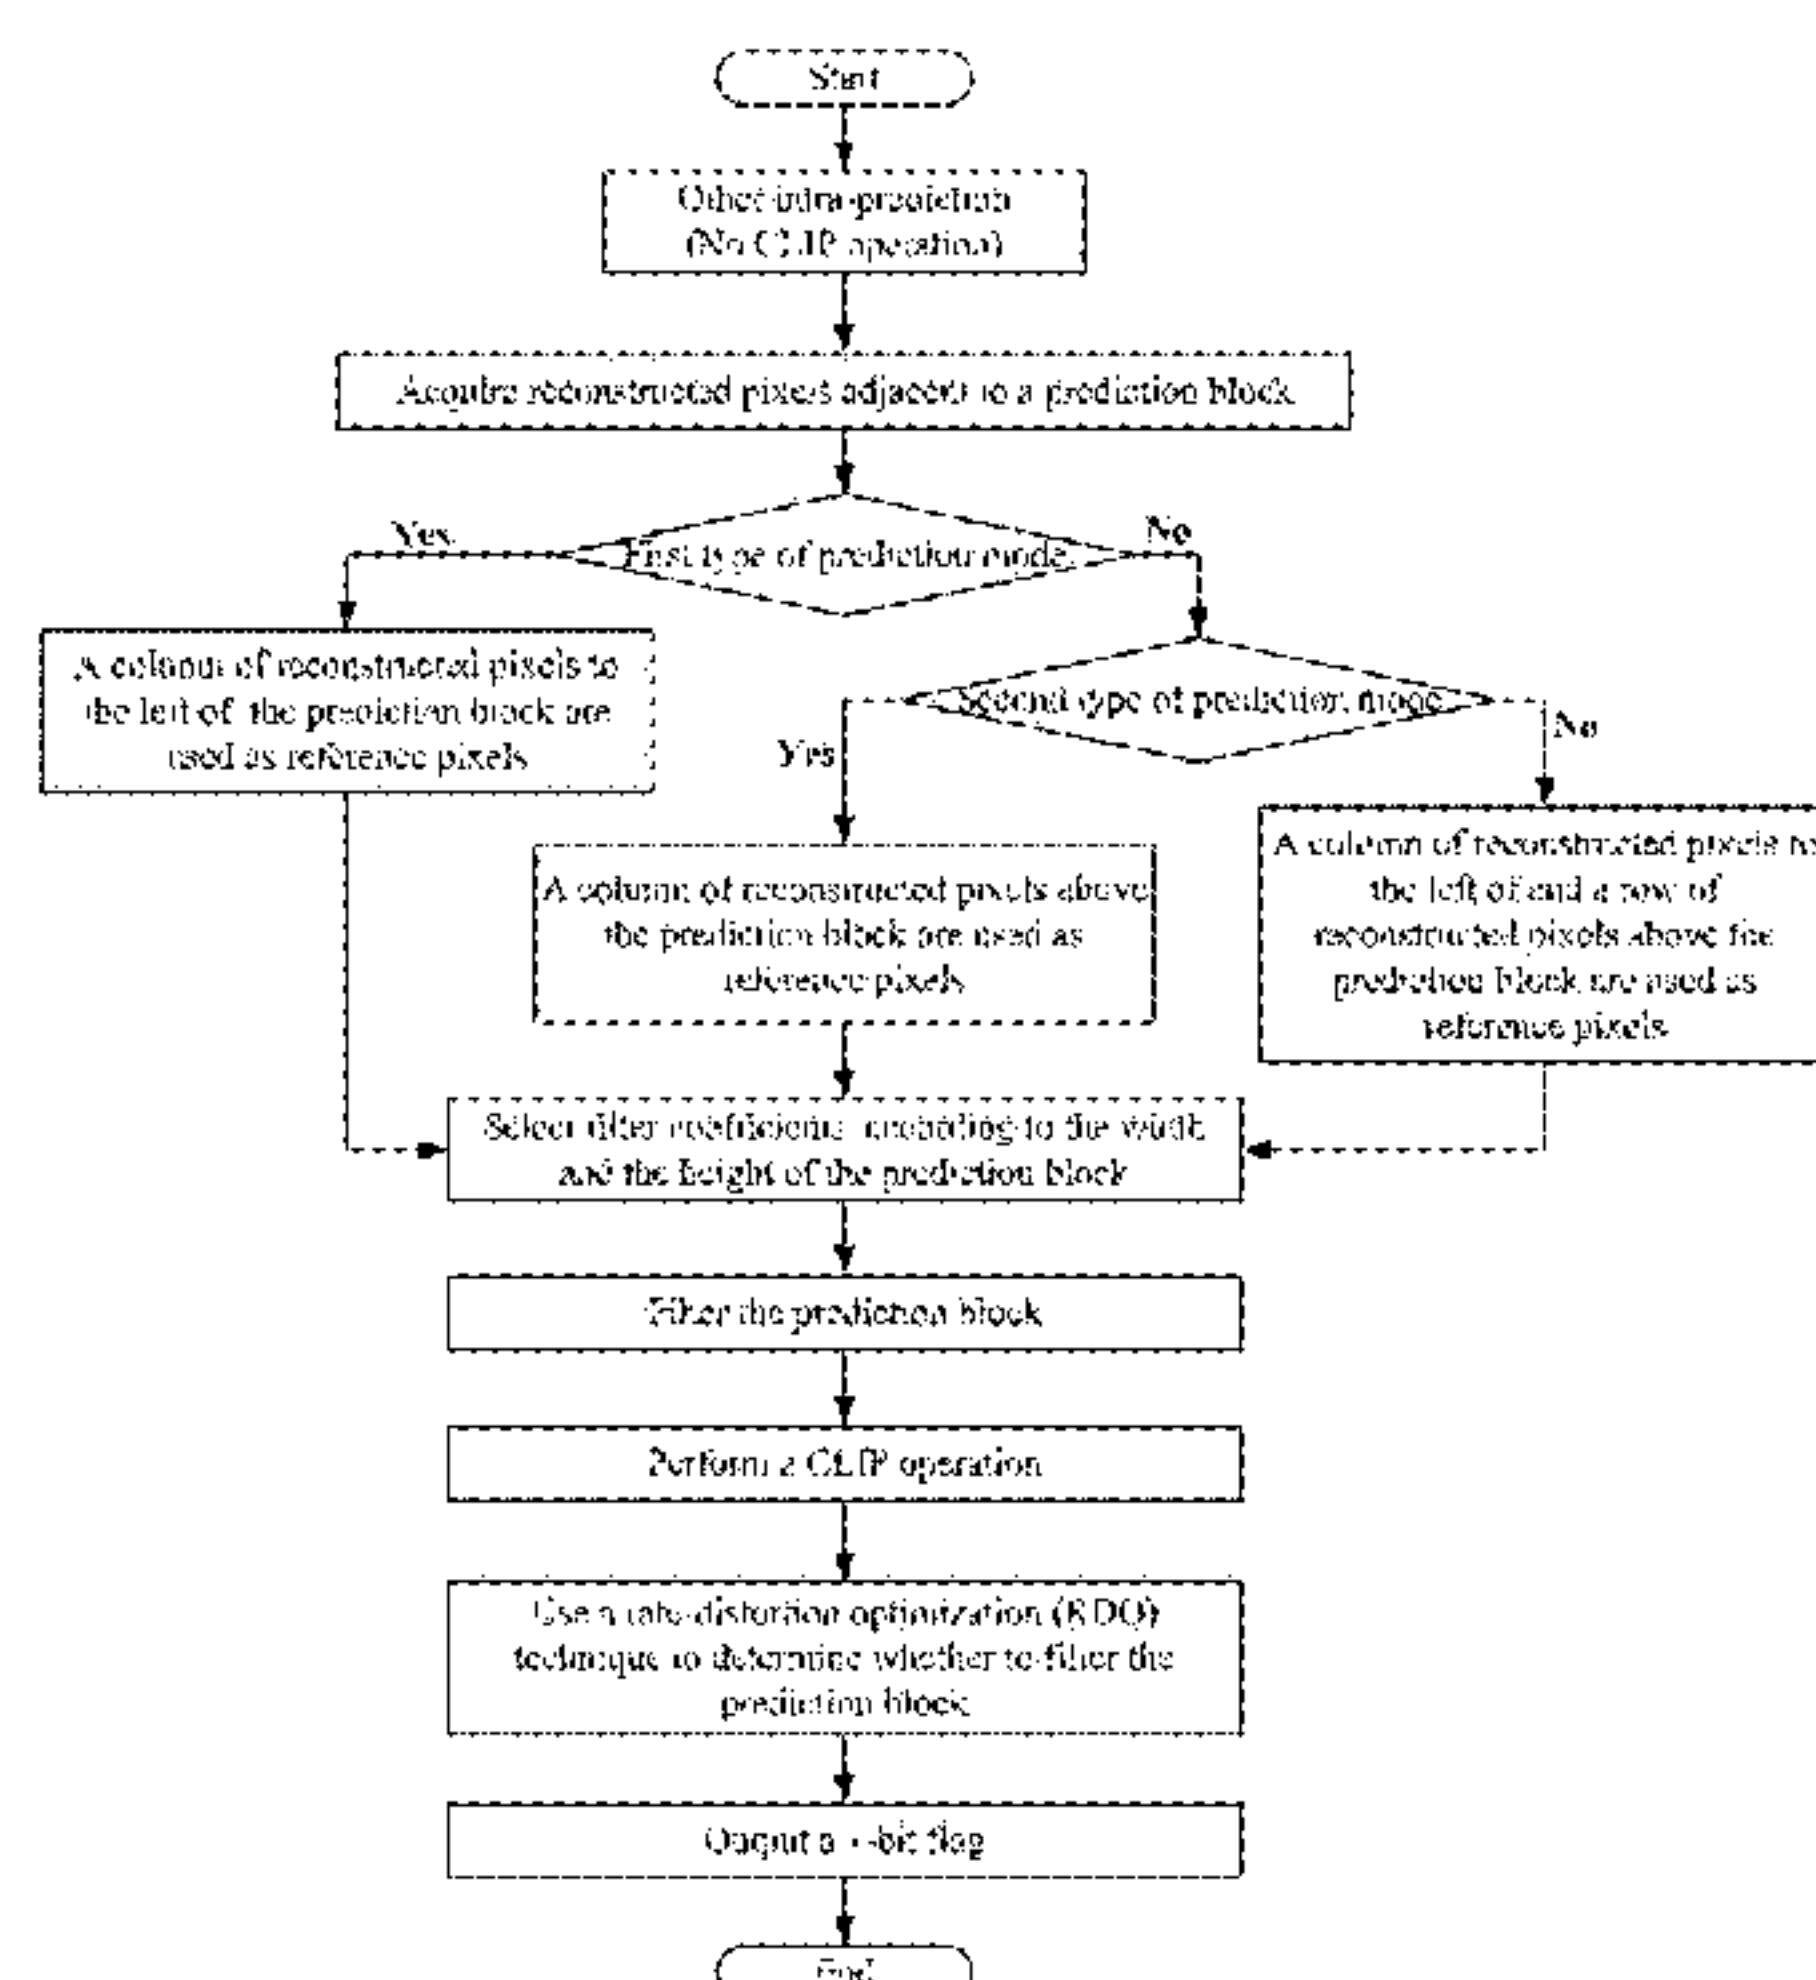 Start
Other intra-prediction
(No CLIP operation)
Acquire reconstructed pixels adjacent to a prediction block
Yes
No
First type of prediction mode
A column of reconstructed pixels to
the left of the prediction block are
used as reference pixels
Second type of prediction mode
Yes
No
A column of reconstructed pixels above
the prediction block are used as
reference pixels
A column of reconstructed pixels to
the left of and a row of
reconstructed pixels above the
prediction block are used as
reference pixels
Select filter coefficients according to the width
and the height of the prediction block
Filter the prediction block
Perform a CLIP operation
Use a rate-distortion optimization (RDO)
technique to determine whether to filter the
prediction block
Output a -bit flag
End